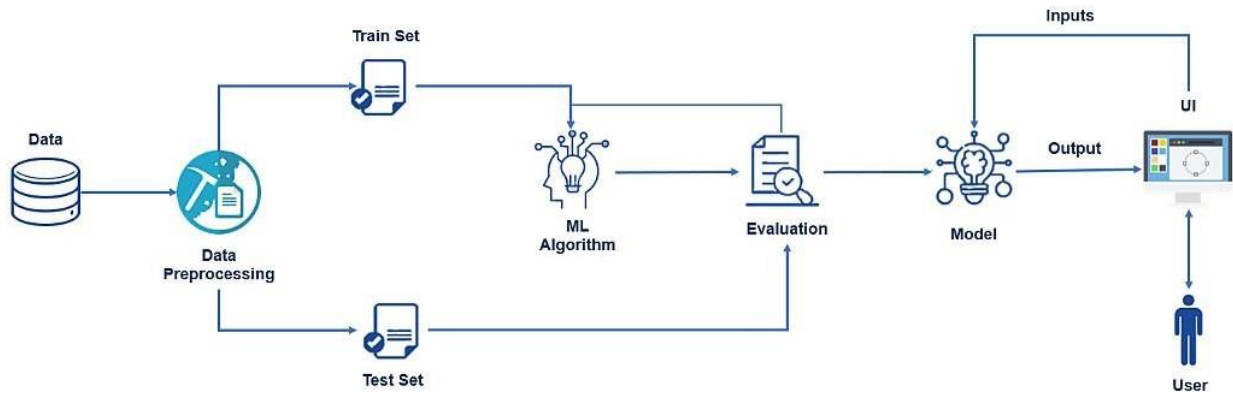 Inputs
Train Set
UI
Data
Output
ML
Algorithm
Evaluation
Model
Data
Preprocessing
Test Set
User